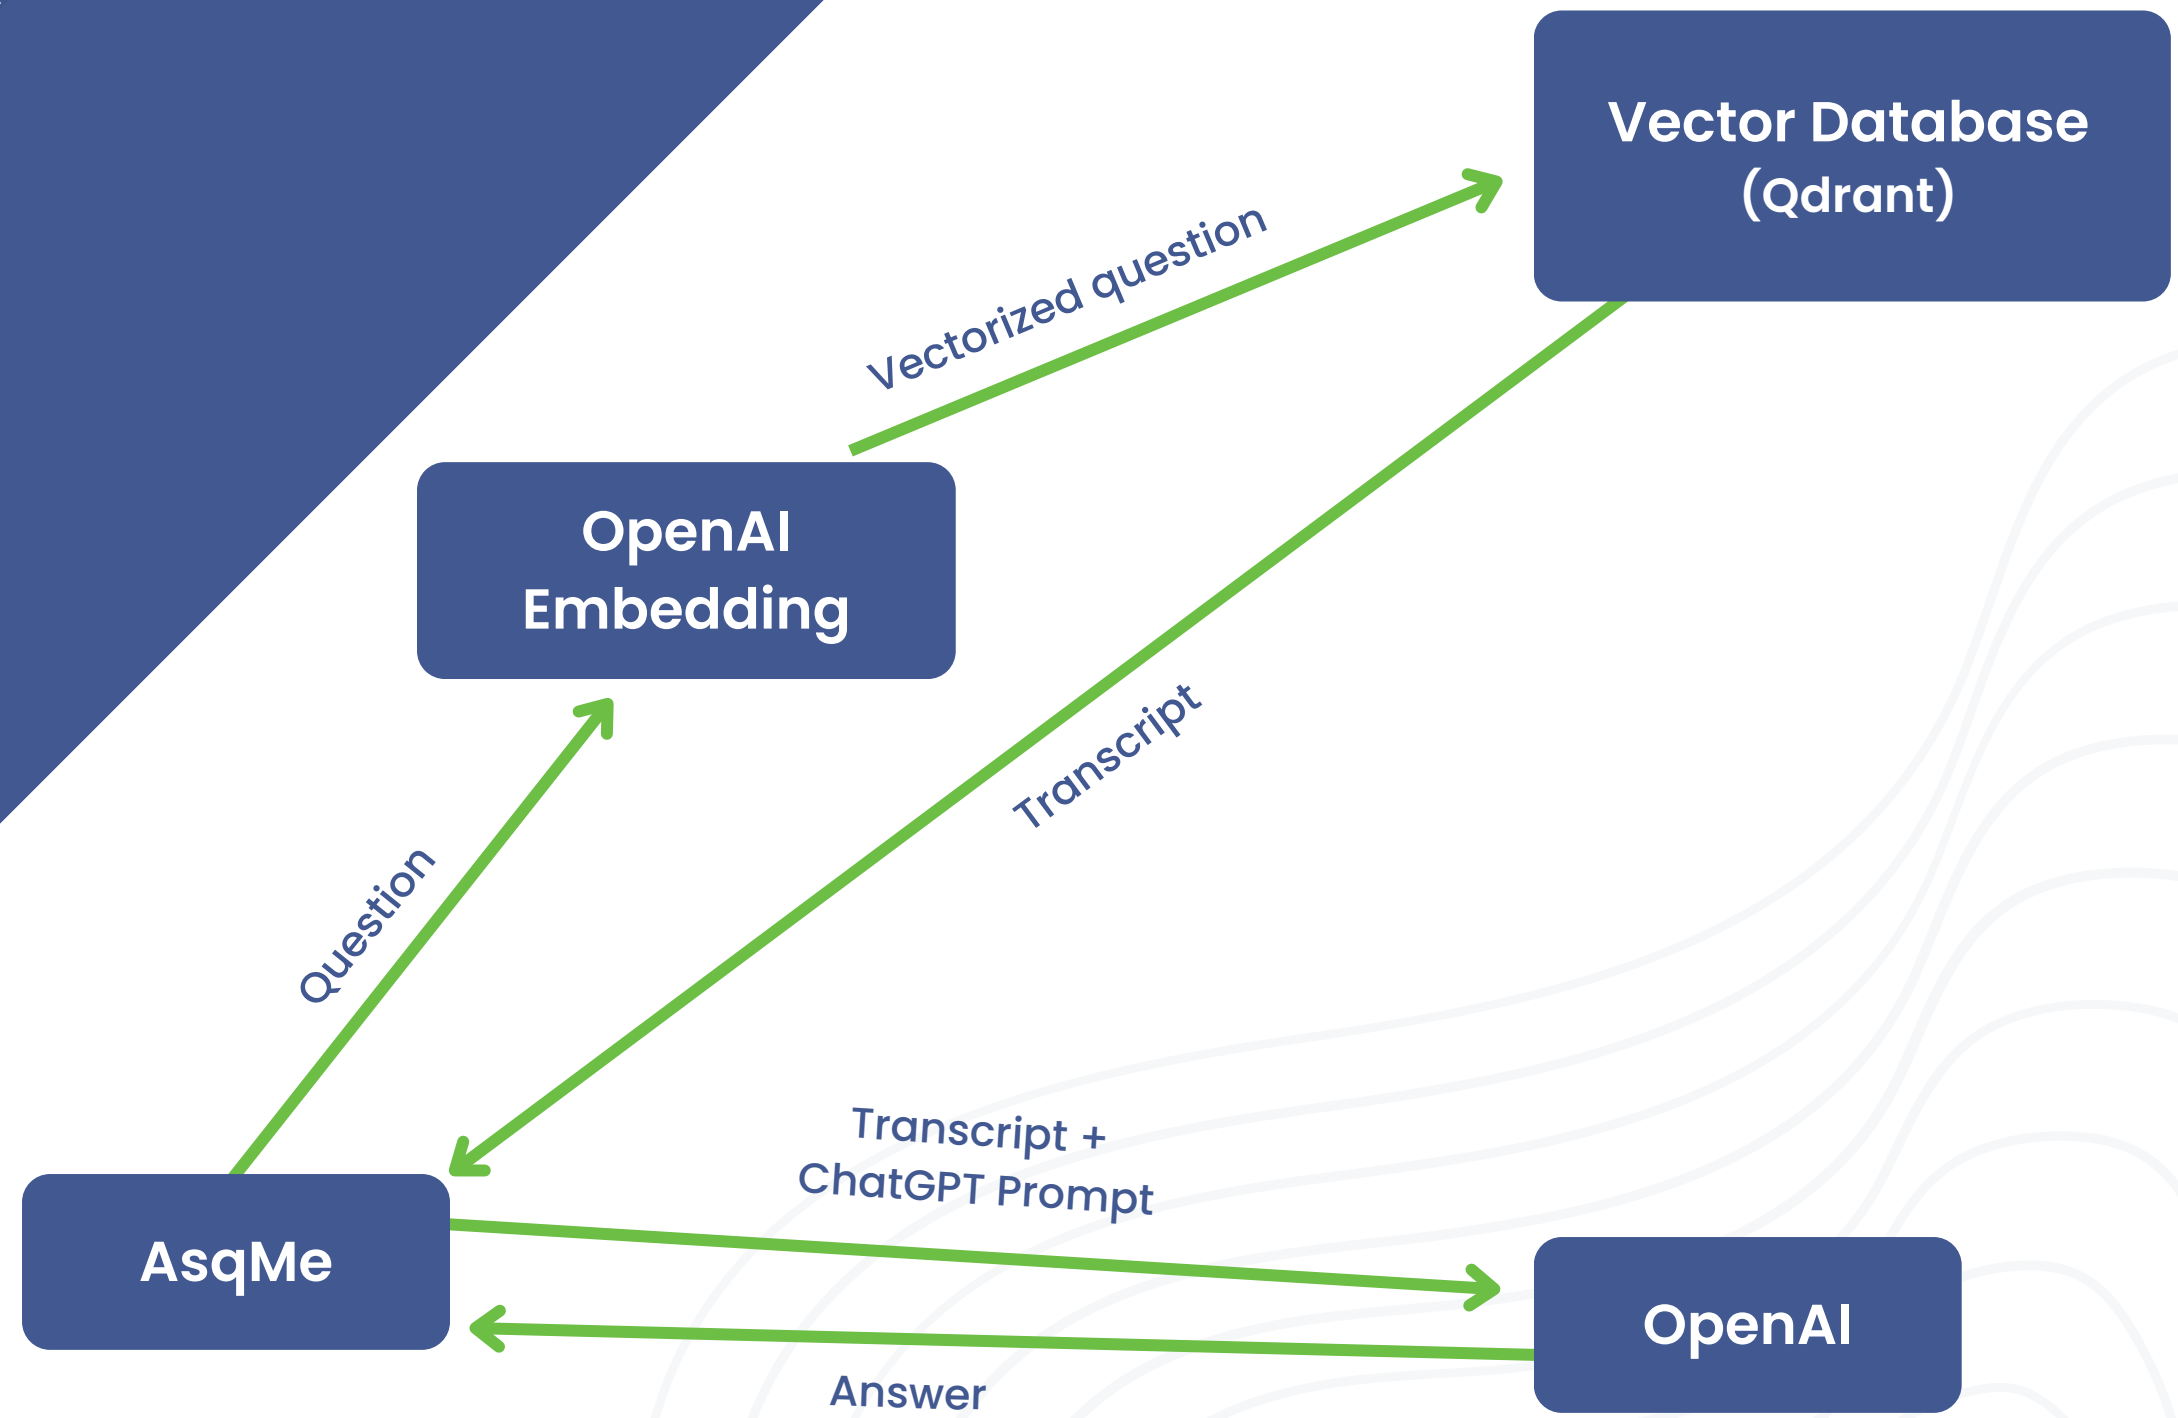 Vector Database
(Qdrant)
Vectorized question
OpenAI
Embedding
Transcript
Question
Transcript +
ChatGPT Prompt
AsqMe
OpenAI
Answer